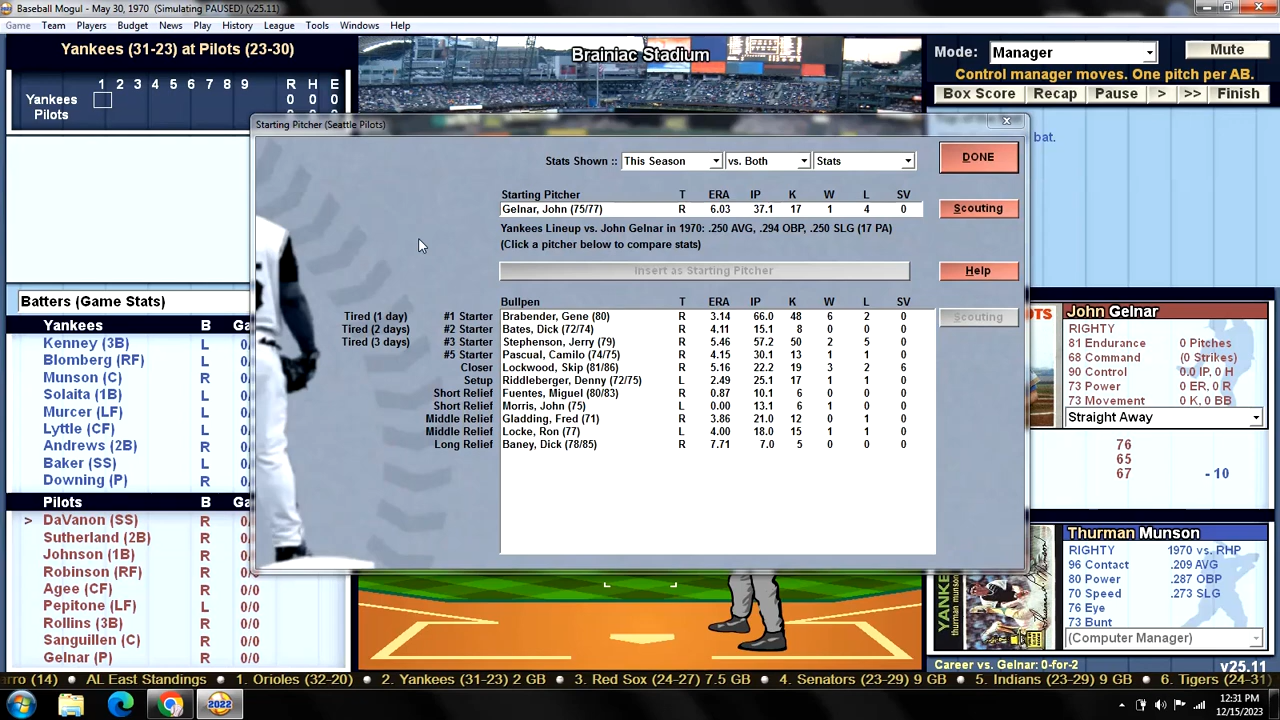 Baseball Mogul - May 30, 1970 (Simulating PAUSED) (v25.11)
Game Team Players Budget News Play History League Tools Windows Help
Yankees (31-23) at Pilots (23-30)
1 2 3 4 5 6 7 8 9 R H E
Yankees 0 0 0
Pilots 0 0 0
Brainiac Stadium
Mode: Manager Mute
Control manager moves. One pitch per AB.
Box Score Recap Pause > >> Finish
bat.
Starting Pitcher (Seattle Pilots)
Stats Shown :: This Season vs. Both Stats DONE
Starting Pitcher T ERA IP K W L SV
Gelnar, John (75/77) R 6.03 37.1 17 1 4 0 Scouting
Yankees Lineup vs. John Gelnar in 1970: .250 AVG, .294 OBP, .250 SLG (17 PA)
(Click a pitcher below to compare stats)
Insert as Starting Pitcher Help
Bullpen T ERA IP K W L SV
Tired (1 day) #1 Starter Brabender, Gene (80) R 3.14 66.0 48 6 2 0 Scouting
Tired (2 days) #2 Starter Bates, Dick (72/74) R 4.11 15.1 8 0 0 0
Tired (3 days) #3 Starter Stephenson, Jerry (79) R 5.46 57.2 50 2 5 0
#5 Starter Pascual, Camilo (74/75) R 4.15 30.1 13 1 1 0
Closer Lockwood, Skip (81/86) R 5.16 22.2 19 3 2 6
Setup Riddleberger, Denny (72/75) L 2.49 25.1 17 1 1 0
Short Relief Fuentes, Miguel (80/83) R 0.87 10.1 6 0 0 0
Short Relief Morris, John (75) L 0.00 13.1 6 1 0 0
Middle Relief Gladding, Fred (71) R 3.86 21.0 12 0 1 0
Middle Relief Locke, Ron (77) L 4.00 18.0 15 1 1 0
Long Relief Baney, Dick (78/85) R 7.71 7.0 5 0 0 0
Batters (Game Stats)
Yankees B Ga
Kenney (3B) L 0/
Blomberg (RF) L 0/
Munson (C) R 0/
Solaita (1B) L 0/
Murcer (LF) L 0/
Lyttle (CF) L 0/
Andrews (2B) R 0/
Baker (SS) L 0/
Downing (P) R 0/
Pilots B Ga
> DaVanon (SS) R 0/
Sutherland (2B) R 0/
Johnson (1B) R 0/
Robinson (RF) R 0/
Agee (CF) R 0/0
Pepitone (LF) L 0/0
Rollins (3B) R 0/0
Sanguillen (C) R 0/0
Gelnar (P) R 0/0
OTS
John Gelnar
RIGHTY
81 Endurance 0 Pitches
68 Command (0 Strikes)
90 Control 0.0 IP, 0 H
73 Power 0 ER, 0 R
73 Movement 0 K, 0 BB
Straight Away
76
65
67 - 10
YANKEE
thurman munson
Thurman Munson
RIGHTY 1970 vs. RHP
96 Contact .209 AVG
80 Power .287 OBP
70 Speed .273 SLG
76 Eye
73 Bunt
(Computer Manager)
Career vs. Gelnar: 0-for-2 v25.11
arro (14) • AL East Standings • 1. Orioles (32-20) • 2. Yankees (31-23) 2 GB • 3. Red Sox (24-27) 7.5 GB • 4. Senators (23-29) 9 GB • 5. Indians (23-29) 9 GB • 6. Tigers (24-31)
2022
12:31 PM
12/15/2023